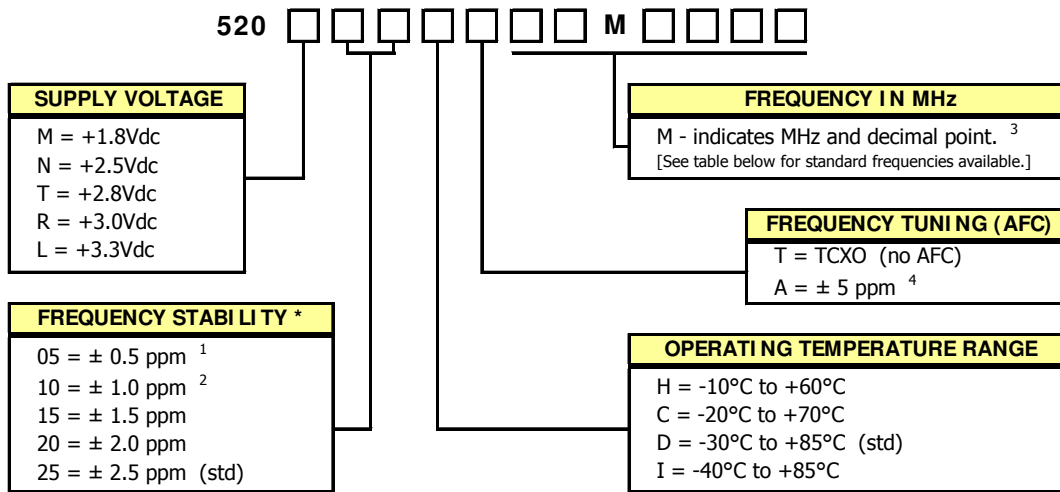 520 M
SUPPLY VOLTAGE
M = +1.8Vdc
N = +2.5Vdc
T = +2.8Vdc
R = +3.0Vdc
L = +3.3Vdc
FREQUENCY STABILITY *
05 = ± 0.5 ppm 1
10 = ± 1.0 ppm 2
15 = ± 1.5 ppm
20 = ± 2.0 ppm
25 = ± 2.5 ppm (std)
FREQUENCY IN MHz
M - indicates MHz and decimal point. 3
[See table below for standard frequencies available.]
FREQUENCY TUNING (AFC)
T = TCXO (no AFC)
A = ± 5 ppm 4
OPERATING TEMPERATURE RANGE
H = -10°C to +60°C
C = -20°C to +70°C
D = -30°C to +85°C (std)
I = -40°C to +85°C